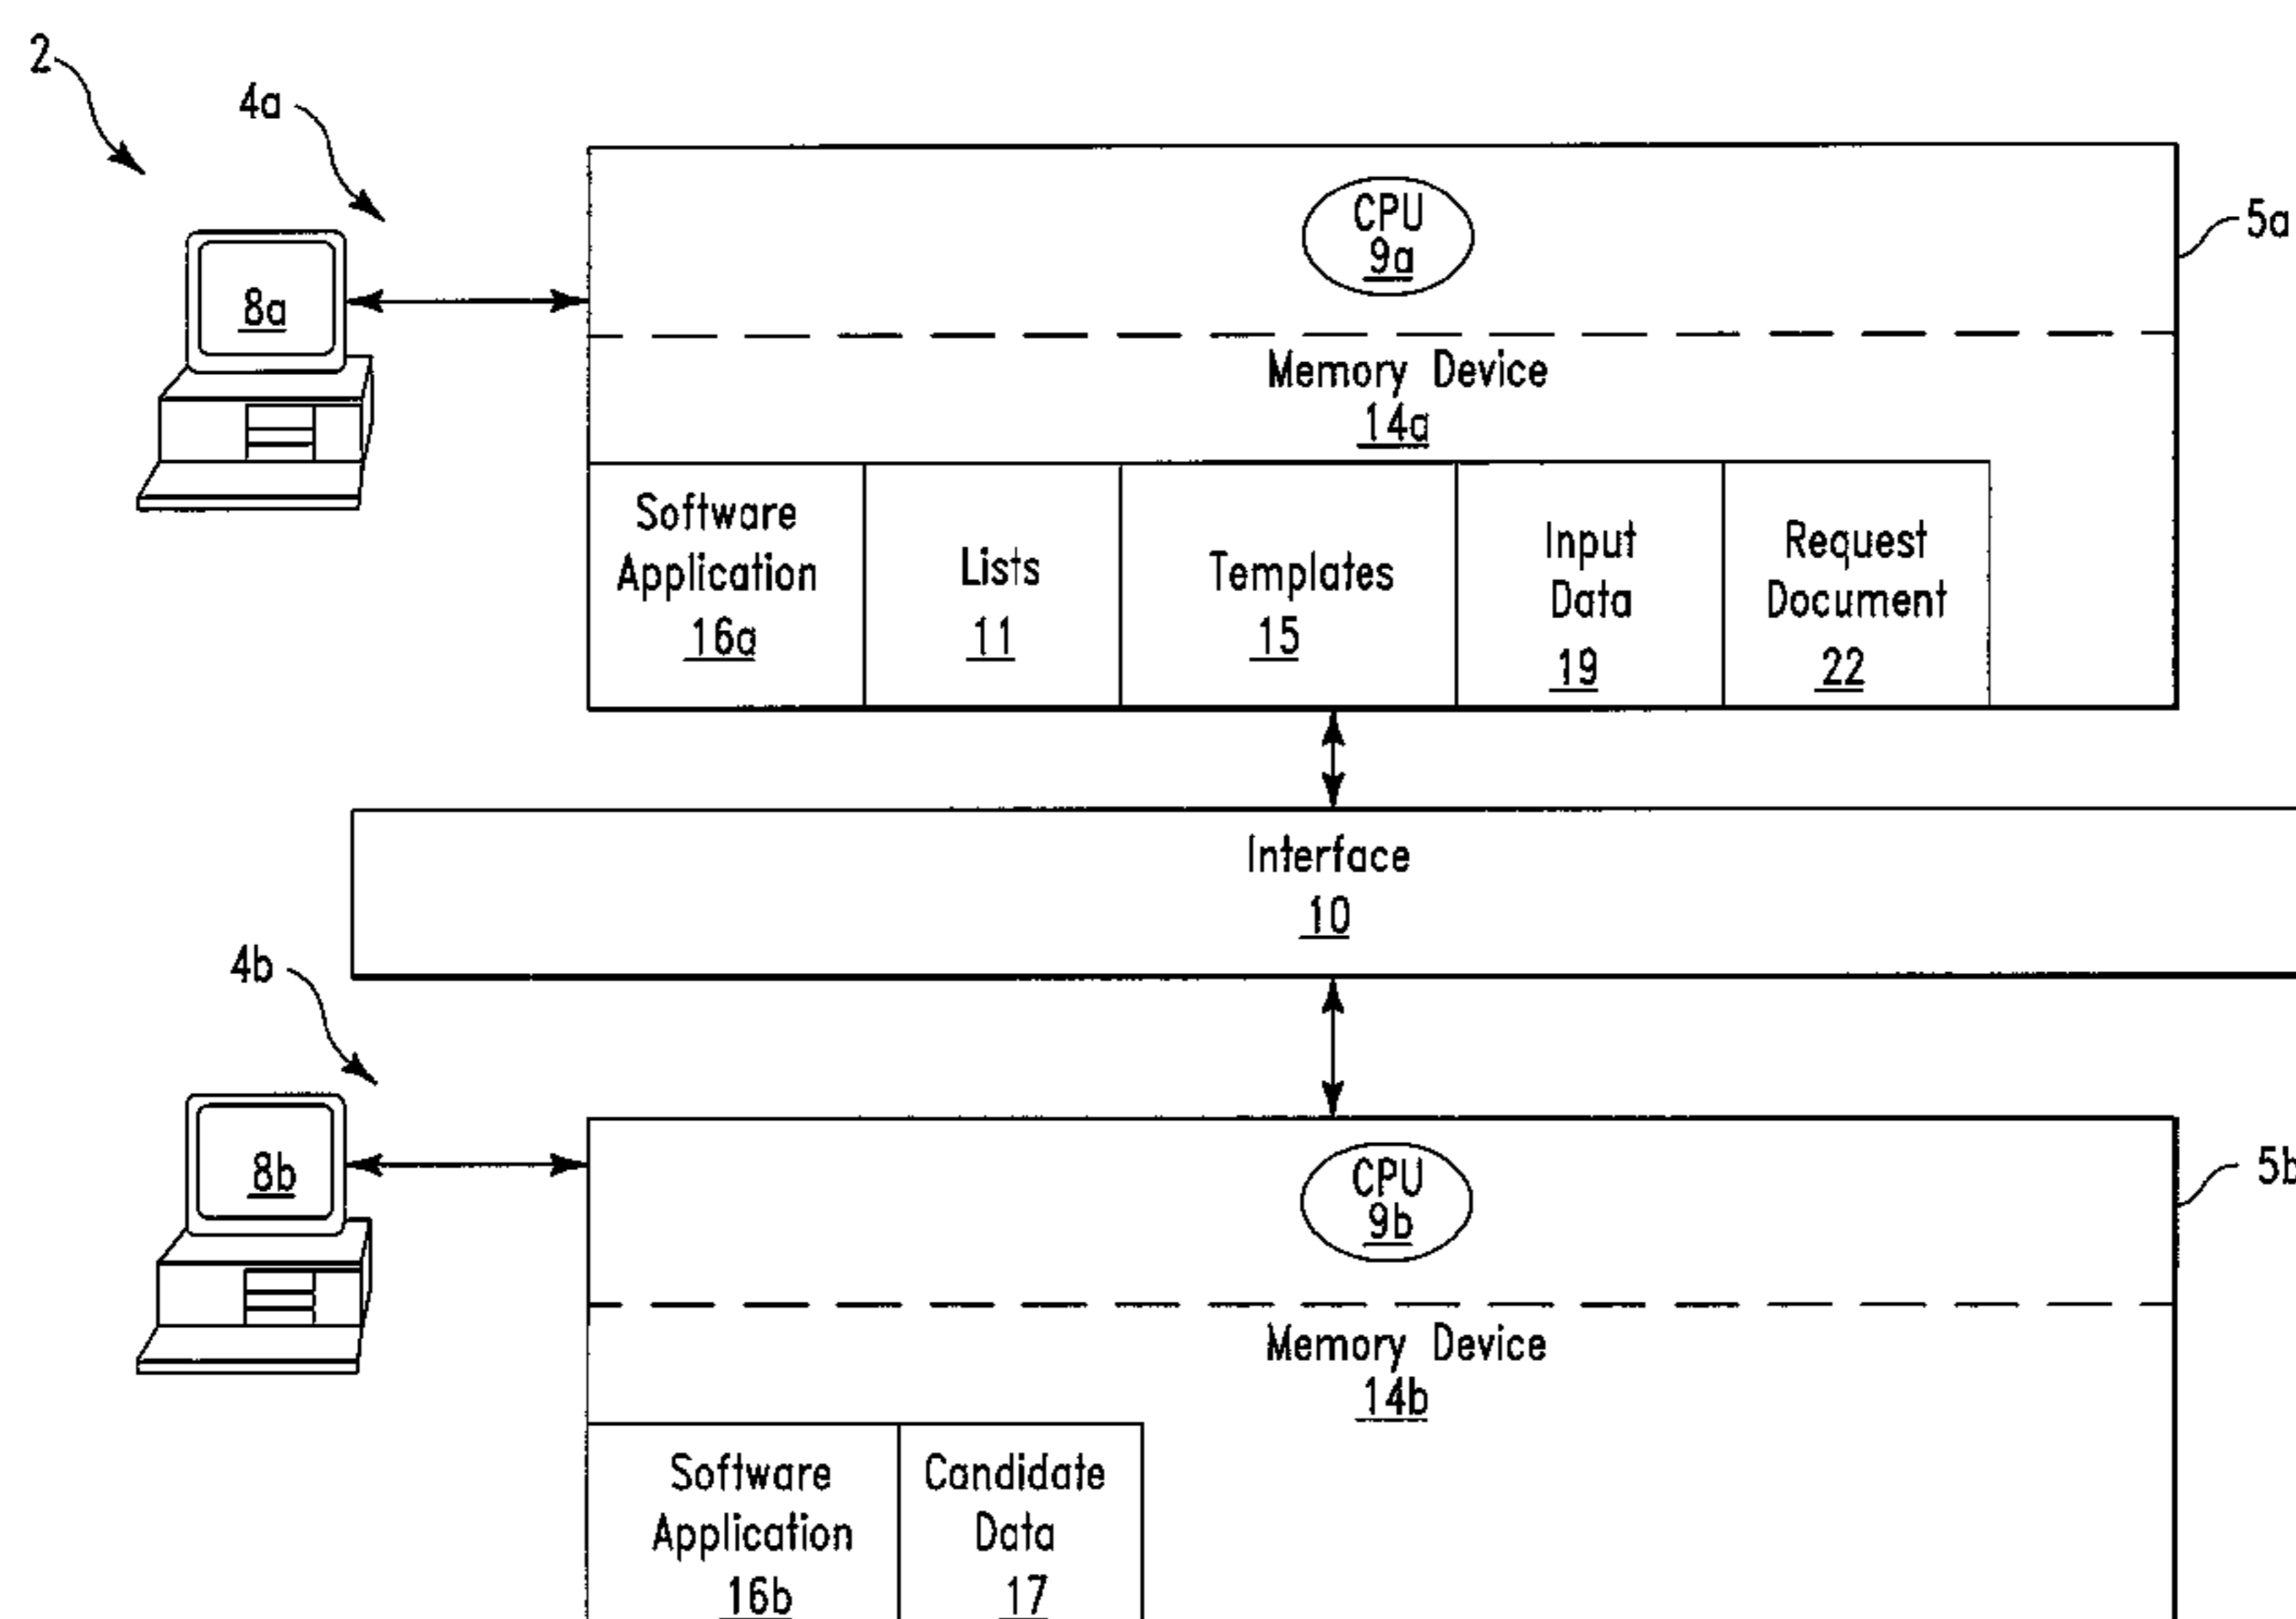 2
4a
8a
CPU
9a
5a
Memory Device
14a
Software
Application
16a
Lists
11
Templates
15
Input
Data
19
Request
Document
22
Interface
10
4b
8b
CPU
9b
5b
Memory Device
14b
Software
Application
16b
Candidate
Data
17